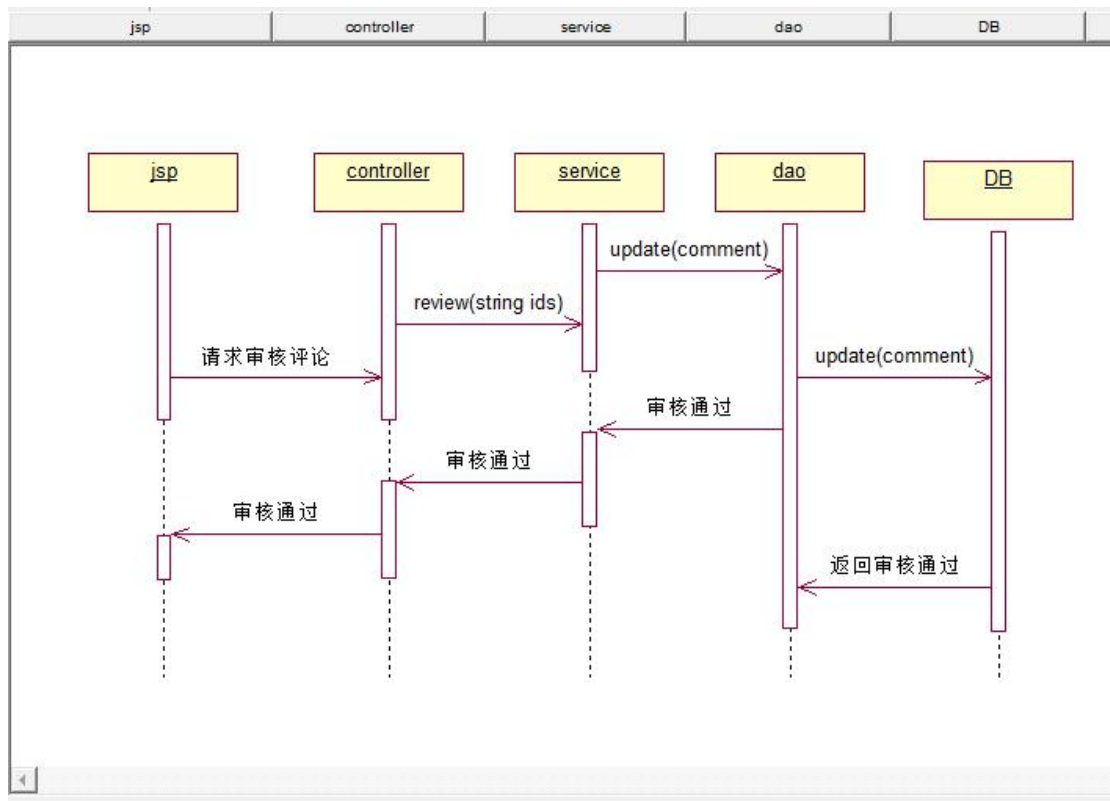 jsp controller service dao DB
jsp controller service dao DB
update(comment)
review(string ids)
请求审核评论 update(comment)
审核通过
审核通过
审核通过
返回审核通过